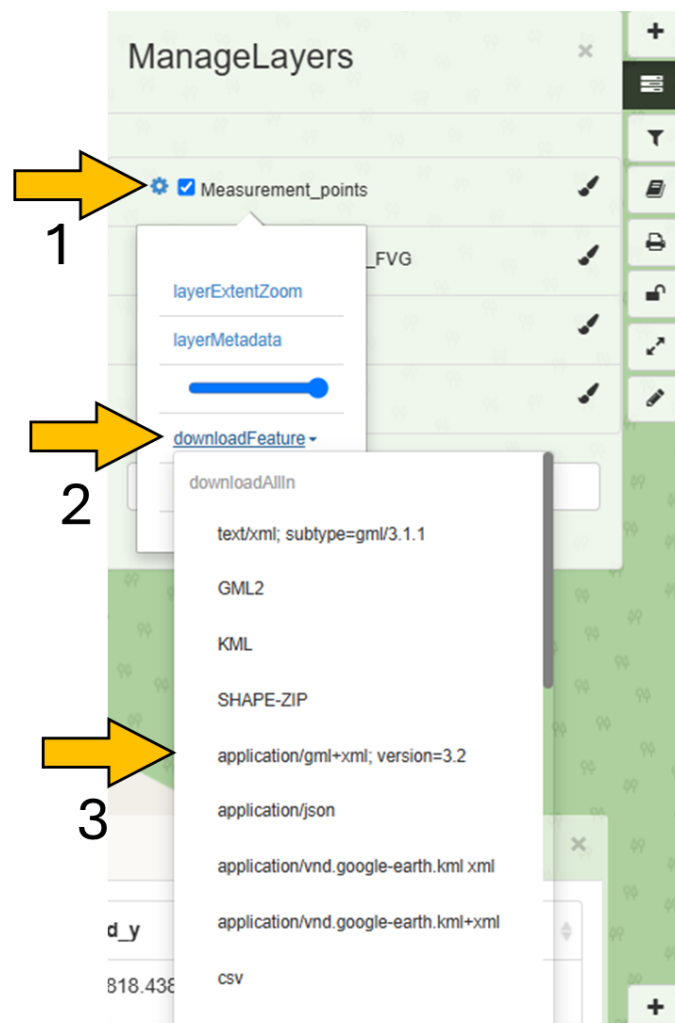 ManageLayers
×
1
Measurement_points
_FVG
layerExtentZoom
layerMetadata
2
downloadFeature
downloadAllIn
text/xml; subtype=gml/3.1.1
GML2
KML
SHAPE-ZIP
3
application/gml+xml; version=3.2
application/json
application/vnd.google-earth.kml xml
application/vnd.google-earth.kml+xml
csv
×
d_y
818.438